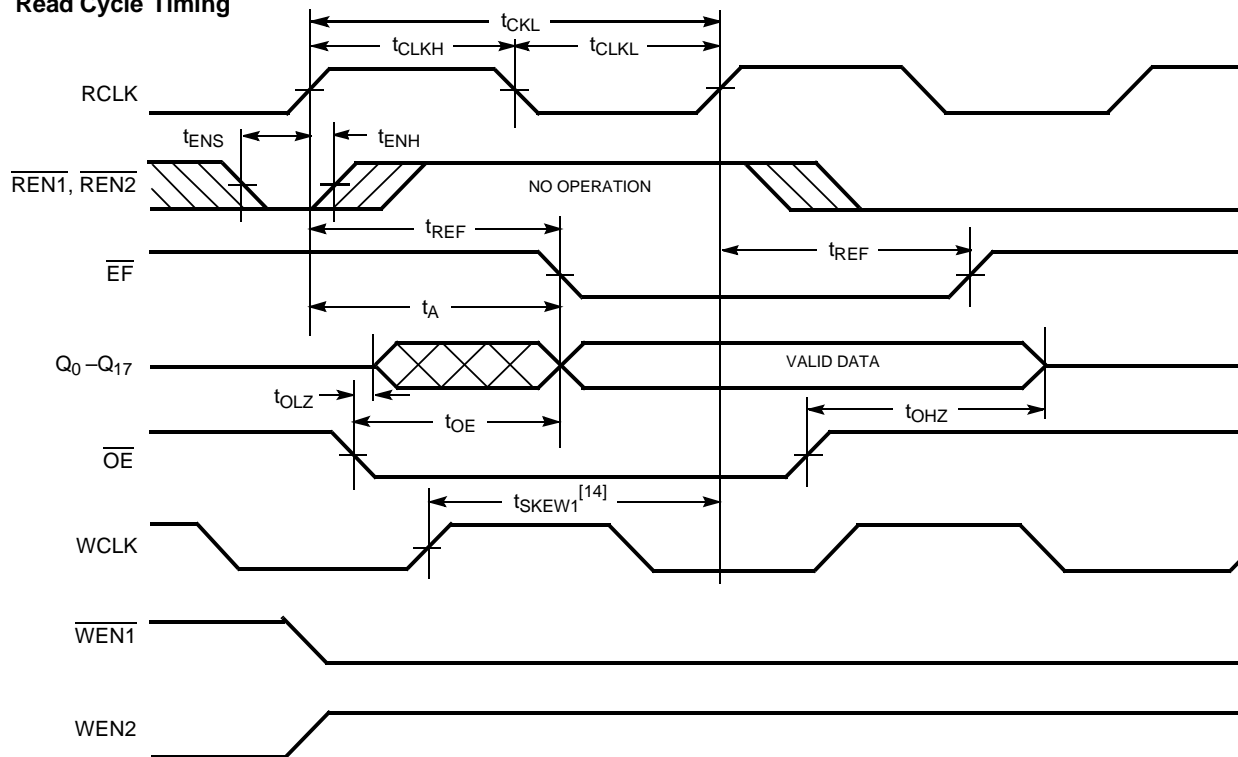 Read Cycle Timing
tCKL
tCLKH
tCLKL
RCLK
tENS
tENH
REN1, REN2
NO OPERATION
tREF
tREF
EF
tA
Q0 –Q17
VALID DATA
tOLZ
tOE
tOHZ
OE
tSKEW1[14]
WCLK
WEN1
WEN2